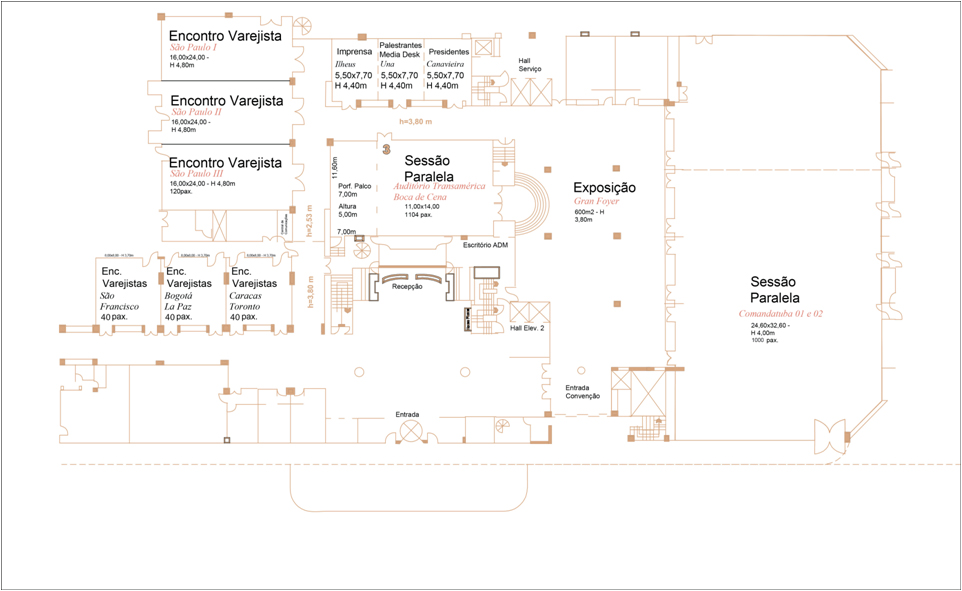 Encontro Varejista
São Paulo I
16,00x24,00 -
H 4,80m
Encontro Varejista
São Paulo II
16,00x24,00 -
H 4,80m
Encontro Varejista
São Paulo III
16,00x24,00 - H 4,80m
120pax.
Imprensa
Ilheus
5,50x7,70
H 4,40m
Palestrantes
Media Desk
Una
5,50x7,70
H 4,40m
Presidentes
Canavieira
5,50x7,70
H 4,40m
Hall
Serviço
h=3,80 m
3
11,60m
Sessão
Paralela
Auditório Transamérica
Boca de Cena
11,00x14,00
1104 pax.
Porf. Palco
7,00m
Altura
5,00m
7,00m
h=2,53 m
h=3,80 m
Escritório ADM
Recepção
Exposição
Gran Foyer
600m2 - H
3,80m
Enc.
Varejistas
São
Francisco
40 pax.
Enc.
Varejistas
Bogotá
La Paz
40 pax.
Enc.
Varejistas
Caracas
Toronto
40 pax.
Hall Elev. 2
Sessão
Paralela
Comandatuba 01 e 02
24,60x32,60 -
H 4,00m
1000 pax.
Entrada
Convenção
Entrada